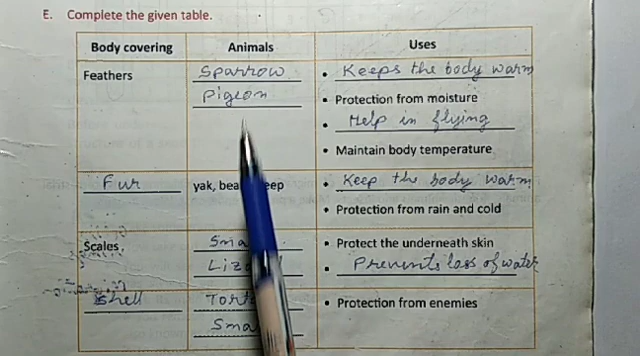 E. Complete the given table.
Body covering Animals Uses
Feathers Sparrow • Keeps the body warm
Pigeon • Protection from moisture
• Help in flying
• Maintain body temperature
Fur yak, • Keep the body warm
• Protection from rain and cold
Scales • Protect the underneath skin
• Prevents loss of water
Shell • Protection from enemies